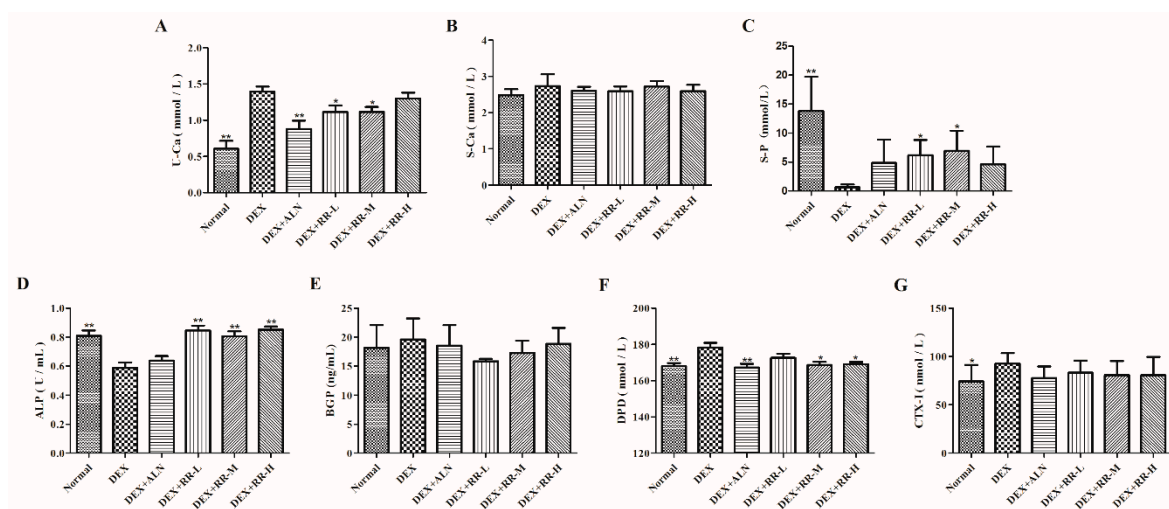 A
U-Ca ( mmol / L )
2.0
1.5
1.0
0.5
0.0
**
**
*
*
Normal
DEX
DEX+ALN
DEX+RR-L
DEX+RR-M
DEX+RR-H
B
S-Ca ( mmol / L )
4
3
2
1
0
Normal
DEX
DEX+ALN
DEX+RR-L
DEX+RR-M
DEX+RR-H
C
S-P (mmol/L)
25
20
15
10
5
0
**
*
*
Normal
DEX
DEX+ALN
DEX+RR-L
DEX+RR-M
DEX+RR-H
D
ALP ( U / mL )
1.0
0.8
0.6
0.4
0.2
0.0
**
**
**
**
Normal
DEX
DEX+ALN
DEX+RR-L
DEX+RR-M
DEX+RR-H
E
BGP (ng/mL)
25
20
15
10
5
0
Normal
DEX
DEX+ALN
DEX+RR-L
DEX+RR-M
DEX+RR-H
F
DPD ( nmol / L )
200
180
160
140
120
**
**
*
*
Normal
DEX
DEX+ALN
DEX+RR-L
DEX+RR-M
DEX+RR-H
G
CTX-I ( nmol / L )
150
100
50
0
*
Normal
DEX
DEX+ALN
DEX+RR-L
DEX+RR-M
DEX+RR-H